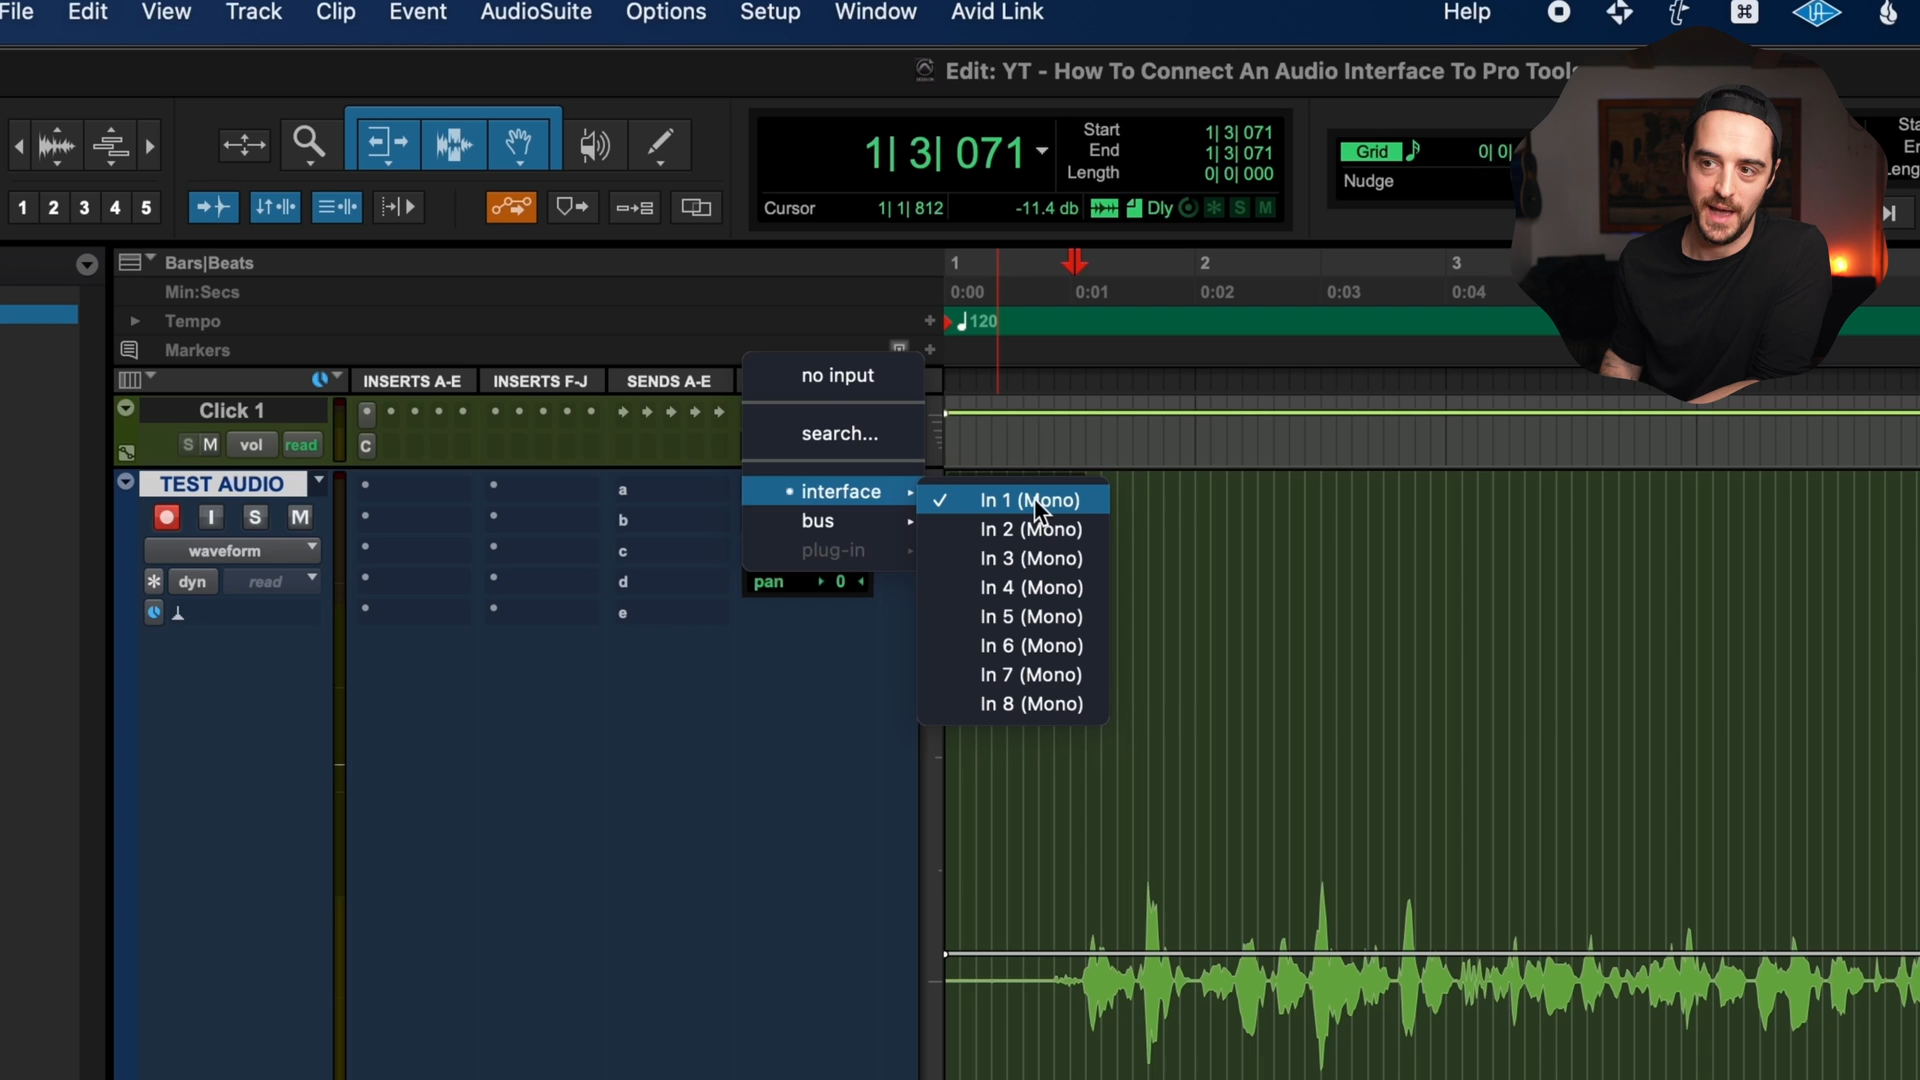 File Edit View Track Clip Event AudioSuite Options Setup Window Avid Link Help
Edit: YT - How To Connect An Audio Interface To Pro Tools
1| 3| 071
Start 1| 3| 071
End 1| 3| 071
Length 0| 0| 000
Cursor 1| 1| 812 -11.4 db Dly S M
Grid 0| 0|
Nudge
1 2 3 4 5
Bars|Beats 1 2 3
Min:Secs 0:00 0:01 0:02 0:03 0:04
Tempo 120
Markers
INSERTS A-E INSERTS F-J SENDS A-E
Click 1
S M vol read C
TEST AUDIO
I S M
waveform
dyn read
a
b
c
d
e
no input
search...
interface
bus
plug-in
pan 0
In 1 (Mono)
In 2 (Mono)
In 3 (Mono)
In 4 (Mono)
In 5 (Mono)
In 6 (Mono)
In 7 (Mono)
In 8 (Mono)